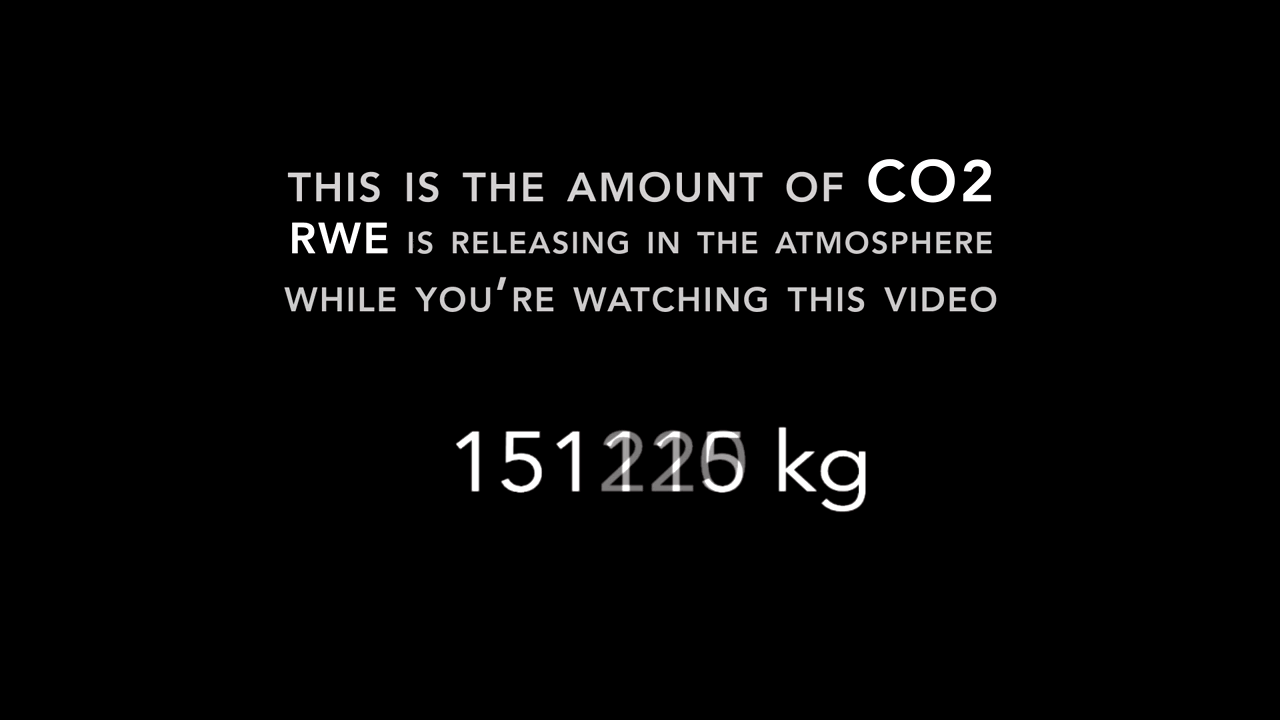 THIS IS THE AMOUNT OF CO2
RWE IS RELEASING IN THE ATMOSPHERE
WHILE YOU'RE WATCHING THIS VIDEO
kg